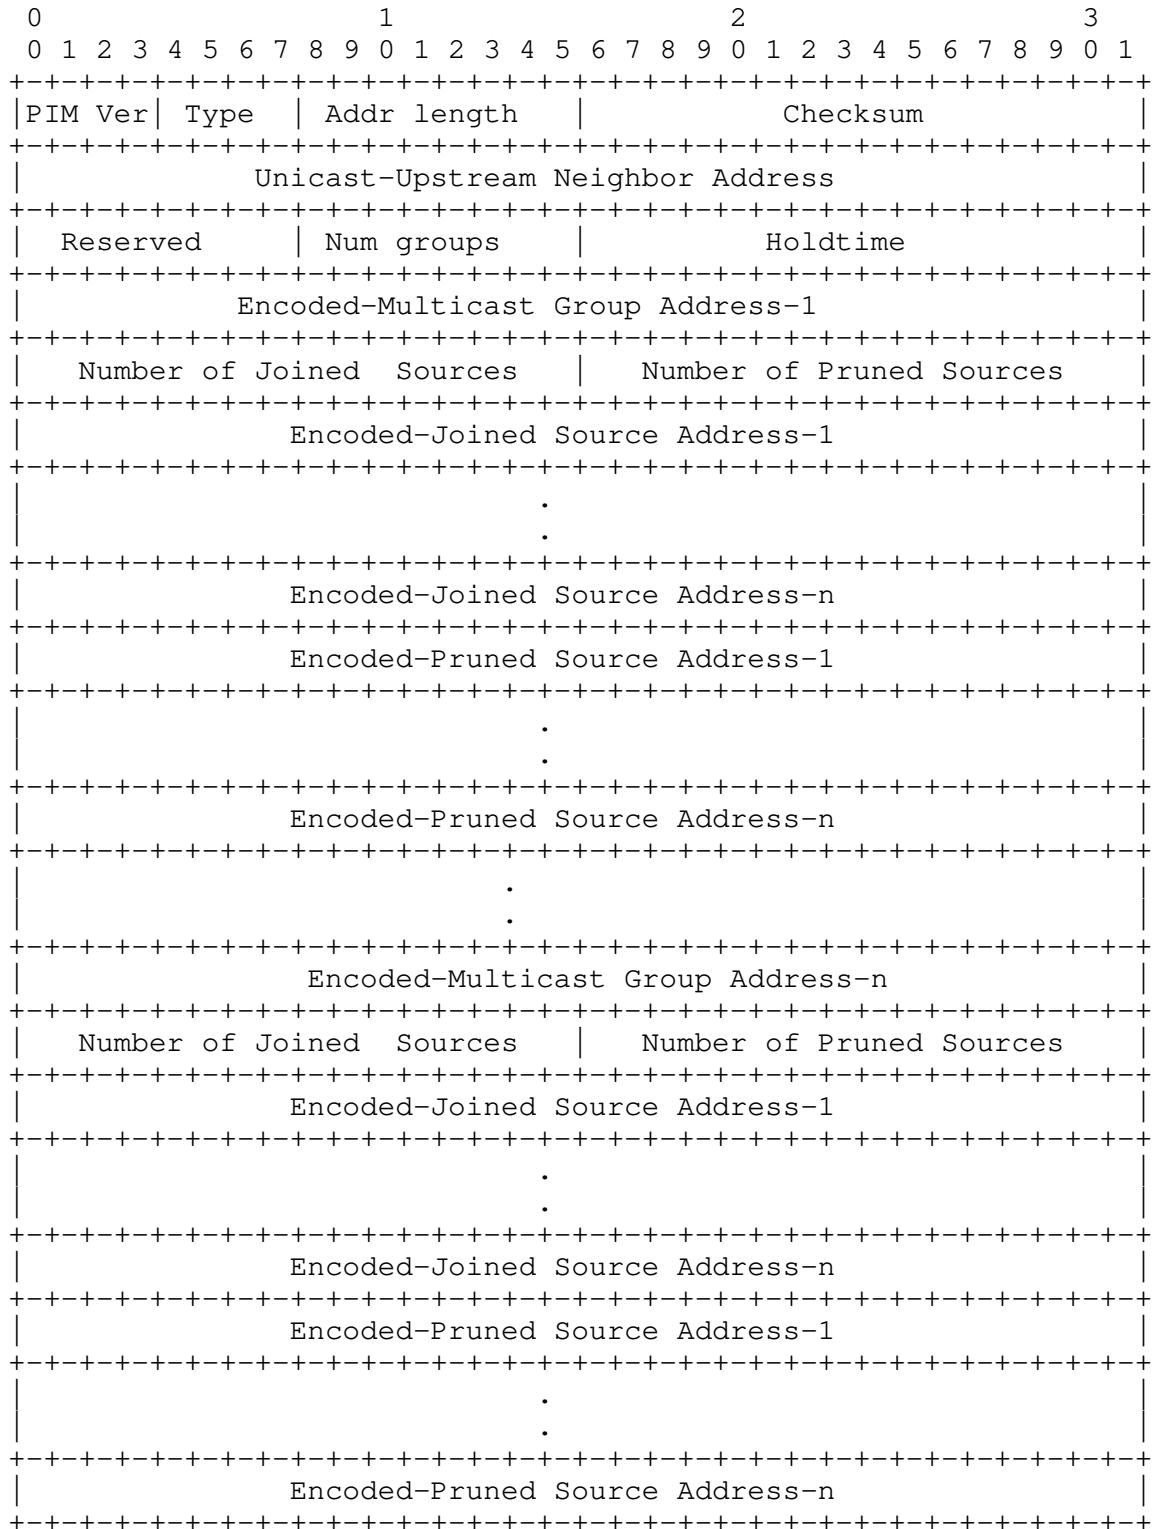 0                   1                   2                   3
 0 1 2 3 4 5 6 7 8 9 0 1 2 3 4 5 6 7 8 9 0 1 2 3 4 5 6 7 8 9 0 1
+-+-+-+-+-+-+-+-+-+-+-+-+-+-+-+-+-+-+-+-+-+-+-+-+-+-+-+-+-+-+-+-+
|PIM Ver| Type  | Addr length   |           Checksum            |
+-+-+-+-+-+-+-+-+-+-+-+-+-+-+-+-+-+-+-+-+-+-+-+-+-+-+-+-+-+-+-+-+
|             Unicast-Upstream Neighbor Address                 |
+-+-+-+-+-+-+-+-+-+-+-+-+-+-+-+-+-+-+-+-+-+-+-+-+-+-+-+-+-+-+-+-+
|  Reserved     | Num groups    |          Holdtime             |
+-+-+-+-+-+-+-+-+-+-+-+-+-+-+-+-+-+-+-+-+-+-+-+-+-+-+-+-+-+-+-+-+
|            Encoded-Multicast Group Address-1                  |
+-+-+-+-+-+-+-+-+-+-+-+-+-+-+-+-+-+-+-+-+-+-+-+-+-+-+-+-+-+-+-+-+
|   Number of Joined  Sources   |   Number of Pruned Sources    |
+-+-+-+-+-+-+-+-+-+-+-+-+-+-+-+-+-+-+-+-+-+-+-+-+-+-+-+-+-+-+-+-+
|               Encoded-Joined Source Address-1                 |
+-+-+-+-+-+-+-+-+-+-+-+-+-+-+-+-+-+-+-+-+-+-+-+-+-+-+-+-+-+-+-+-+
|                             .                                 |
|                             .                                 |
+-+-+-+-+-+-+-+-+-+-+-+-+-+-+-+-+-+-+-+-+-+-+-+-+-+-+-+-+-+-+-+-+
|               Encoded-Joined Source Address-n                 |
+-+-+-+-+-+-+-+-+-+-+-+-+-+-+-+-+-+-+-+-+-+-+-+-+-+-+-+-+-+-+-+-+
|               Encoded-Pruned Source Address-1                 |
+-+-+-+-+-+-+-+-+-+-+-+-+-+-+-+-+-+-+-+-+-+-+-+-+-+-+-+-+-+-+-+-+
|                             .                                 |
|                             .                                 |
+-+-+-+-+-+-+-+-+-+-+-+-+-+-+-+-+-+-+-+-+-+-+-+-+-+-+-+-+-+-+-+-+
|               Encoded-Pruned Source Address-n                 |
+-+-+-+-+-+-+-+-+-+-+-+-+-+-+-+-+-+-+-+-+-+-+-+-+-+-+-+-+-+-+-+-+
|                           .                                   |
|                           .                                   |
+-+-+-+-+-+-+-+-+-+-+-+-+-+-+-+-+-+-+-+-+-+-+-+-+-+-+-+-+-+-+-+-+
|                Encoded-Multicast Group Address-n              |
+-+-+-+-+-+-+-+-+-+-+-+-+-+-+-+-+-+-+-+-+-+-+-+-+-+-+-+-+-+-+-+-+
|   Number of Joined  Sources   |   Number of Pruned Sources    |
+-+-+-+-+-+-+-+-+-+-+-+-+-+-+-+-+-+-+-+-+-+-+-+-+-+-+-+-+-+-+-+-+
|               Encoded-Joined Source Address-1                 |
+-+-+-+-+-+-+-+-+-+-+-+-+-+-+-+-+-+-+-+-+-+-+-+-+-+-+-+-+-+-+-+-+
|                             .                                 |
|                             .                                 |
+-+-+-+-+-+-+-+-+-+-+-+-+-+-+-+-+-+-+-+-+-+-+-+-+-+-+-+-+-+-+-+-+
|               Encoded-Joined Source Address-n                 |
+-+-+-+-+-+-+-+-+-+-+-+-+-+-+-+-+-+-+-+-+-+-+-+-+-+-+-+-+-+-+-+-+
|               Encoded-Pruned Source Address-1                 |
+-+-+-+-+-+-+-+-+-+-+-+-+-+-+-+-+-+-+-+-+-+-+-+-+-+-+-+-+-+-+-+-+
|                             .                                 |
|                             .                                 |
+-+-+-+-+-+-+-+-+-+-+-+-+-+-+-+-+-+-+-+-+-+-+-+-+-+-+-+-+-+-+-+-+
|               Encoded-Pruned Source Address-n                 |
+-+-+-+-+-+-+-+-+-+-+-+-+-+-+-+-+-+-+-+-+-+-+-+-+-+-+-+-+-+-+-+-+